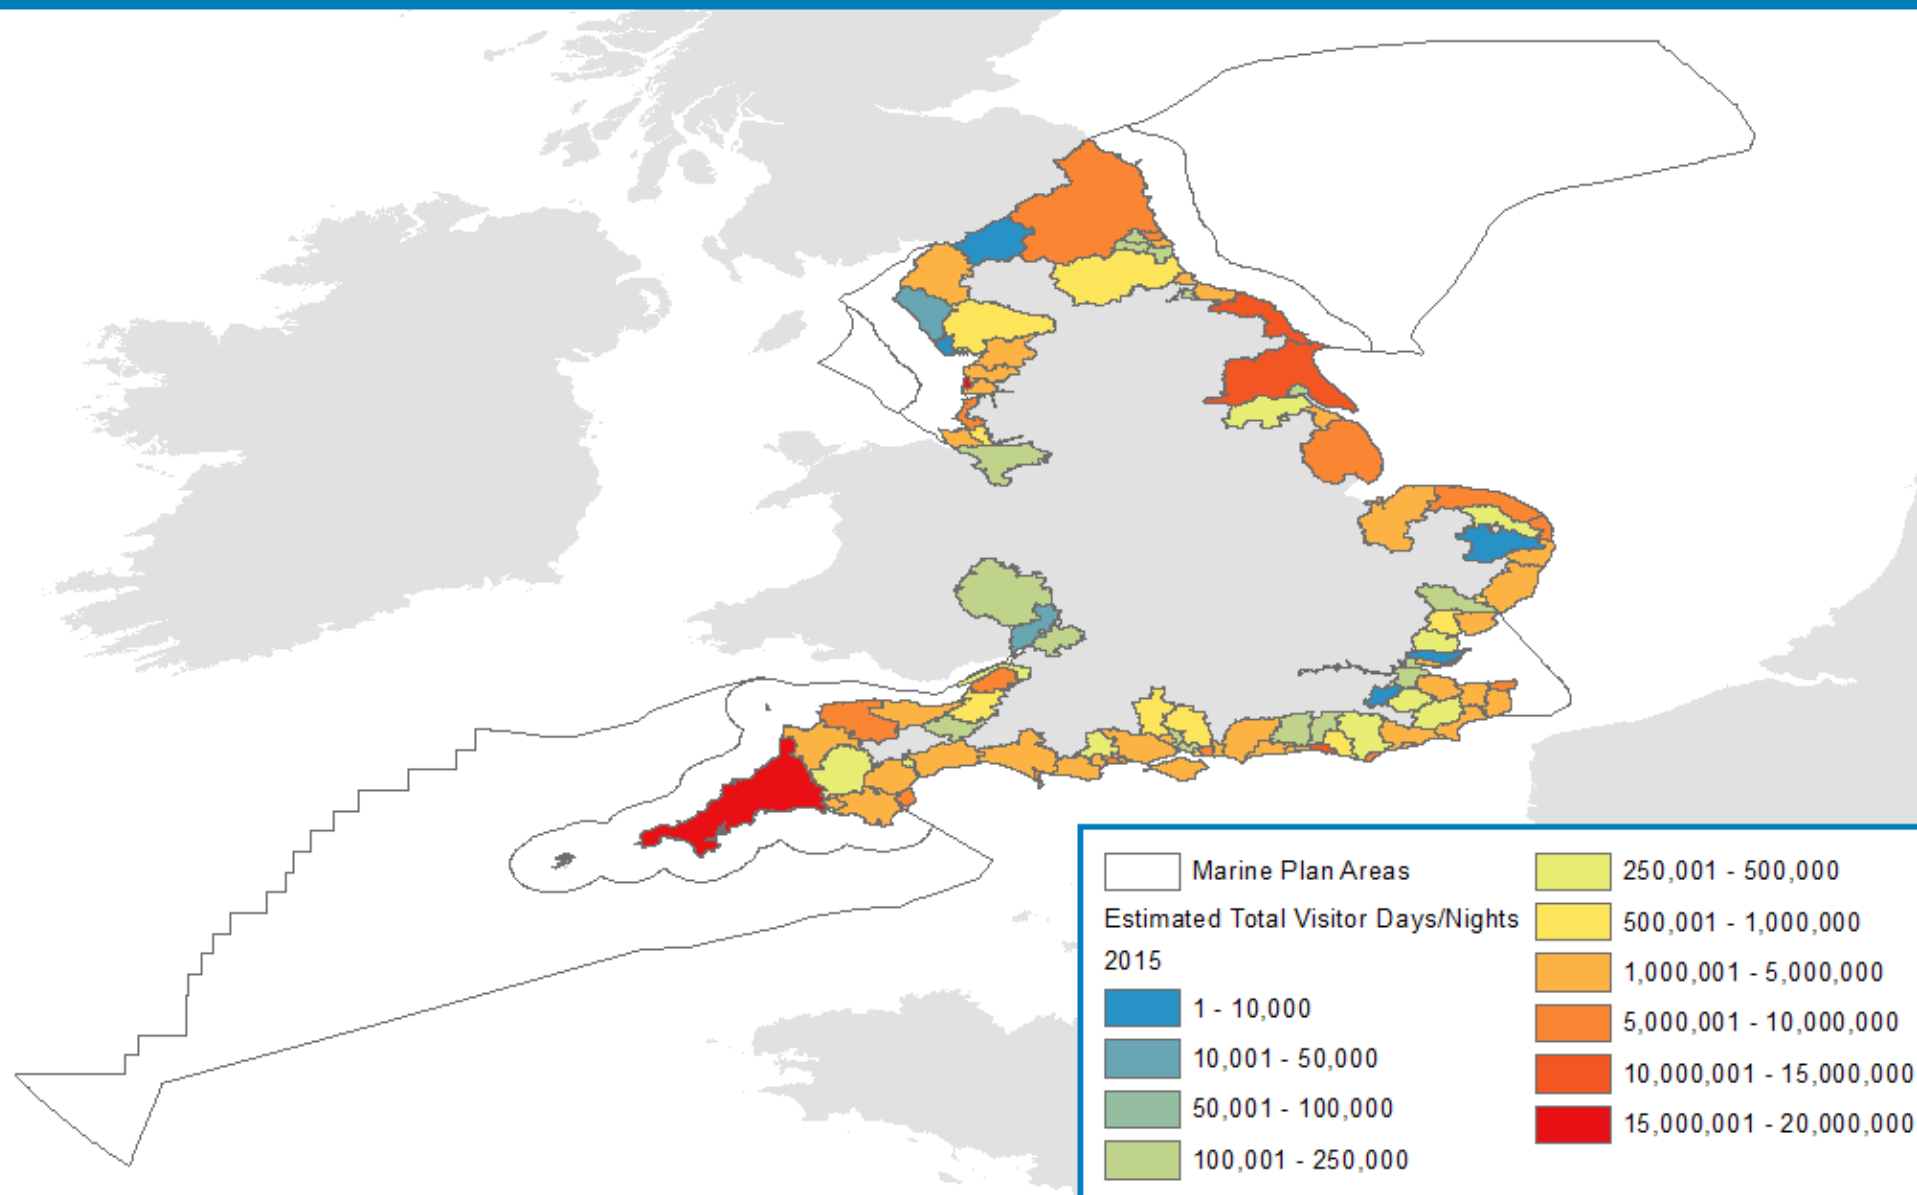 Marine Plan Areas
Estimated Total Visitor Days/Nights
2015
1 - 10,000
10,001 - 50,000
50,001 - 100,000
100,001 - 250,000
250,001 - 500,000
500,001 - 1,000,000
1,000,001 - 5,000,000
5,000,001 - 10,000,000
10,000,001 - 15,000,000
15,000,001 - 20,000,000